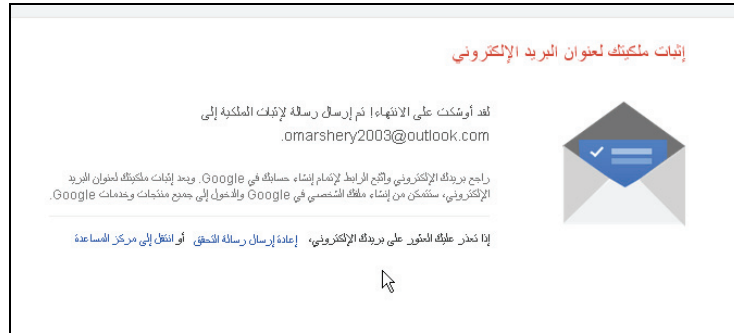 إثبات ملكيتك لعنوان البريد الإلكتروني
لقد أوشكت على الانتهاء! تم إرسال رسالة لإثبات الملكية إلى
omarshery2003@outlook.com.
راجع بريدك الإلكتروني واتبع الرابط لإتمام إنشاء حسابك في Google. وبعد إثبات ملكيتك لعنوان البريد
الإلكتروني، ستتمكن من إنشاء ملفك الشخصي في Google والدخول إلى جميع منتجات وخدمات Google.
إذا تعذر عليك العثور على بريدك الإلكتروني، إعادة إرسال رسالة التحقق أو انتقل إلى مركز المساعدة